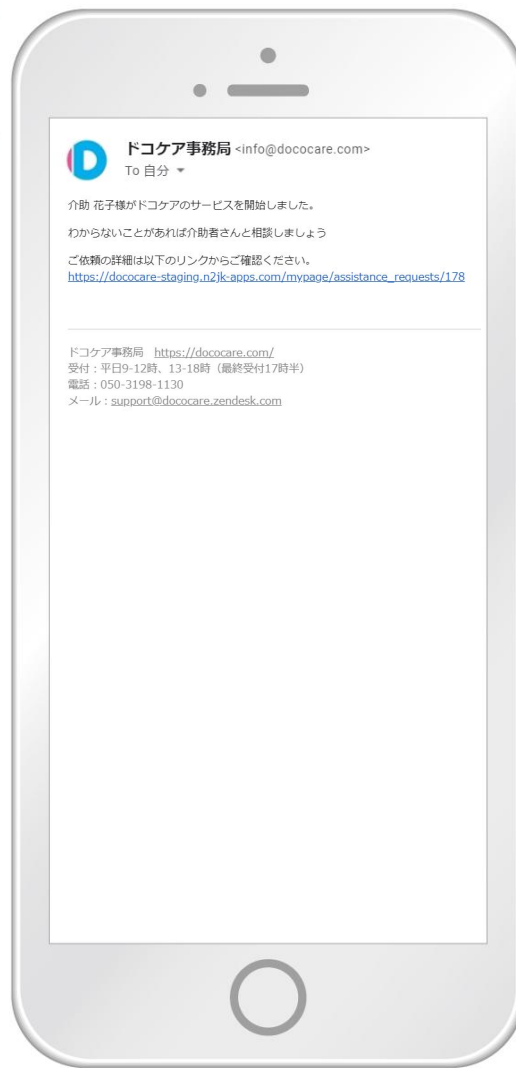 D
ドコケア事務局 <info@dococare.com>
To 自分
介助 花子様がドコケアのサービスを開始しました。
わからないことがあれば介助者さんと相談しましょう
ご依頼の詳細は以下のリンクからご確認ください。
https://dococare-staging.n2jk-apps.com/mypage/assistance_requests/178
ドコケア事務局 https://dococare.com/
受付：平日9-12時、13-18時（最終受付17時半）
電話：050-3198-1130
メール：support@dococare.zendesk.com